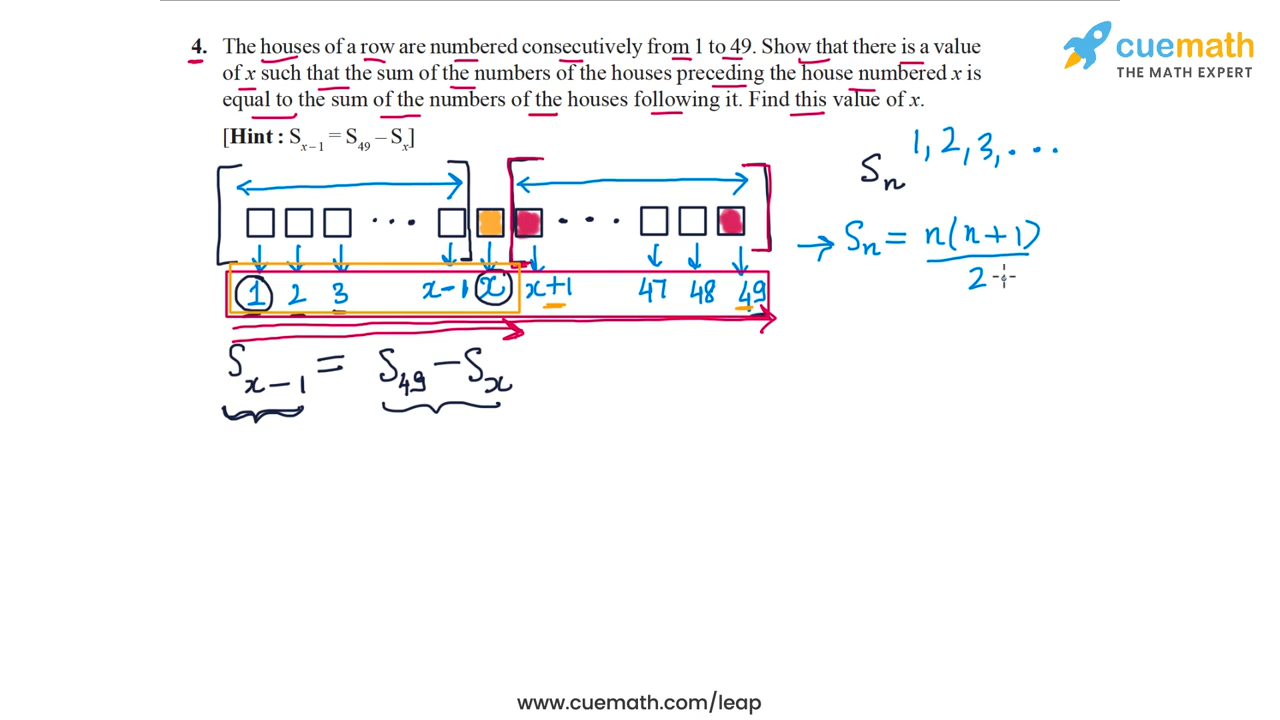 4. The houses of a row are numbered consecutively from 1 to 49. Show that there is a value
of x such that the sum of the numbers of the houses preceding the house numbered x is
equal to the sum of the numbers of the houses following it. Find this value of x.
[Hint : Sₓ₋₁ = S₄₉ – Sₓ]
cuemath
THE MATH EXPERT
1, 2, 3, . . .
Sₙ
→ Sₙ = n(n+1)/2
. . . . . .
1 2 3 x-1 x x+1 47 48 49
Sₓ₋₁ = S₄₉ – Sₓ
www.cuemath.com/leap